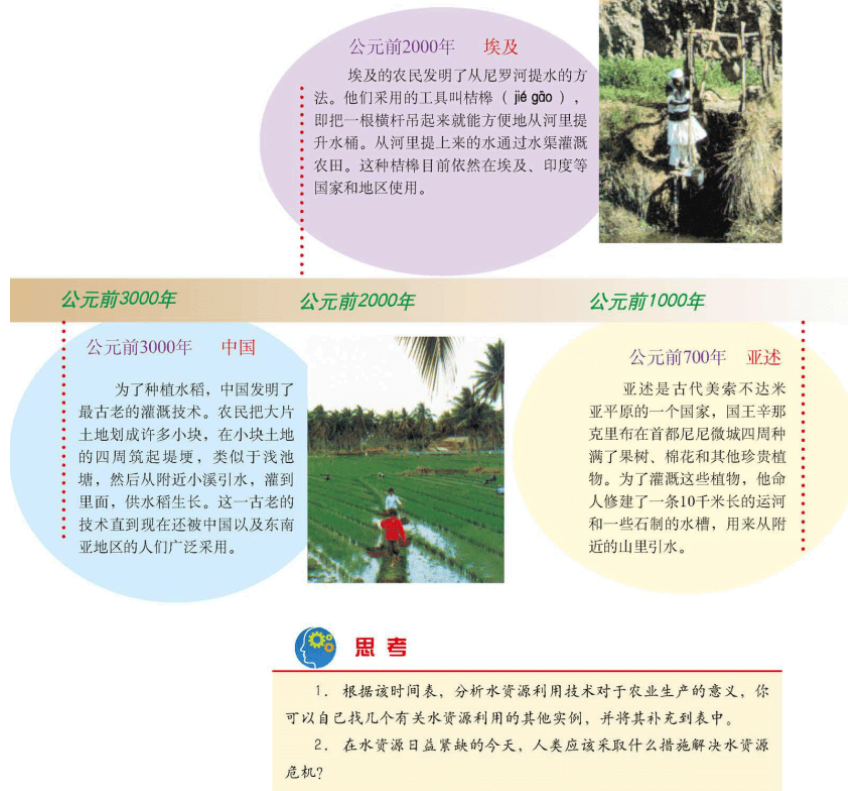 公元前2000年 埃及
埃及的农民发明了从尼罗河提水的方
法。他们采用的工具叫桔槔（jié gāo），
即把一根横杆吊起来就能方便地从河里提
升水桶。从河里提上来的水通过水渠灌溉
农田。这种桔槔目前依然在埃及、印度等
国家和地区使用。
公元前3000年 公元前2000年 公元前1000年
公元前3000年 中国
为了种植水稻，中国发明了
最古老的灌溉技术。农民把大片
土地划成许多小块，在小块土地
的四周筑起堤埂，类似于浅池
塘，然后从附近小溪引水，灌到
里面，供水稻生长。这一古老的
技术直到现在还被中国以及东南
亚地区的人们广泛采用。
公元前700年 亚述
亚述是古代美索不达米
亚平原的一个国家，国王辛那
克里布在首都尼尼微城四周种
满了果树、棉花和其他珍贵植
物。为了灌溉这些植物，他命
人修建了一条10千米长的运河
和一些石制的水槽，用来从附
近的山里引水。
思考
1. 根据该时间表，分析水资源利用技术对于农业生产的意义，你
可以自己找几个有关水资源利用的其他实例，并将其补充到表中。
2. 在水资源日益紧缺的今天，人类应该采取什么措施解决水资源
危机？